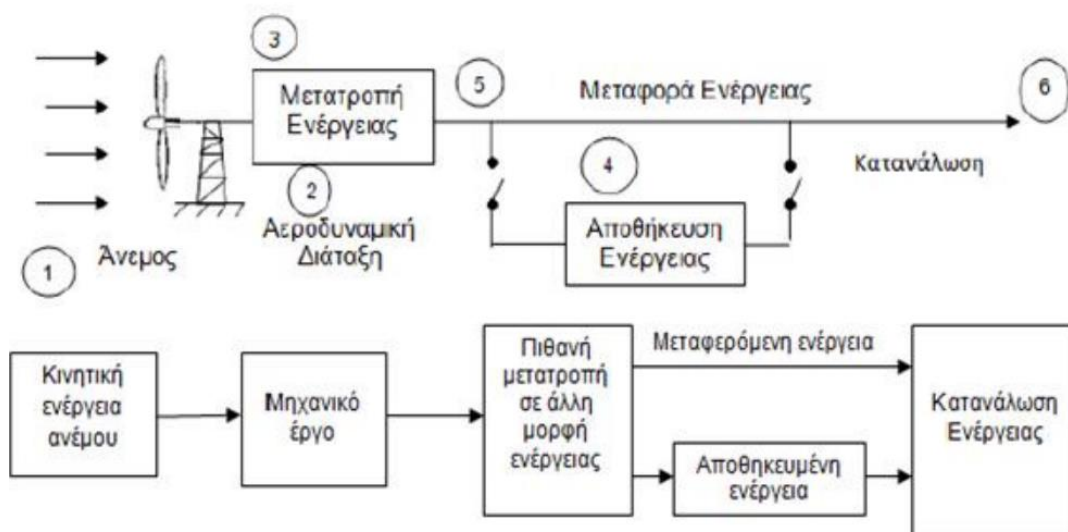 3
5
6
Μετατροπή
Ενέργειας
Μεταφορά Ενέργειας
4
Κατανάλωση
2
Αεροδυναμική
Διάταξη
Αποθήκευση
Ενέργειας
1
Άνεμος
Κινητική
ενέργεια
ανέμου
Μηχανικό
έργο
Πιθανή
μετατροπή
σε άλλη
μορφή
ενέργειας
Μεταφερόμενη ενέργεια
Αποθηκευμένη
ενέργεια
Κατανάλωση
Ενέργειας